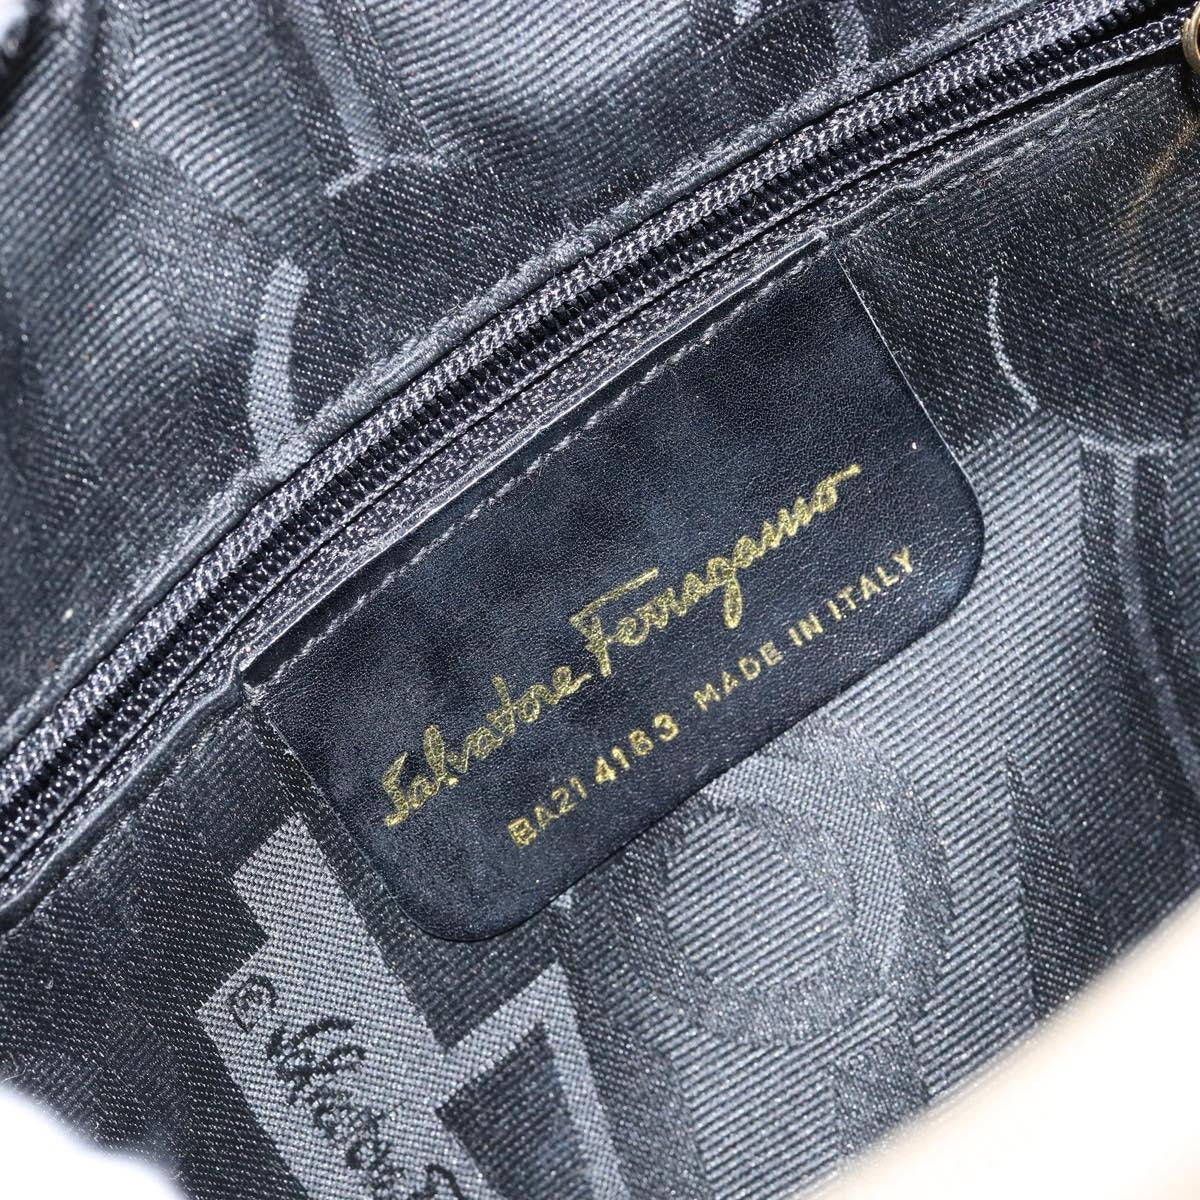 Salvatore Ferragamo
BA21 4183 MADE IN ITALY